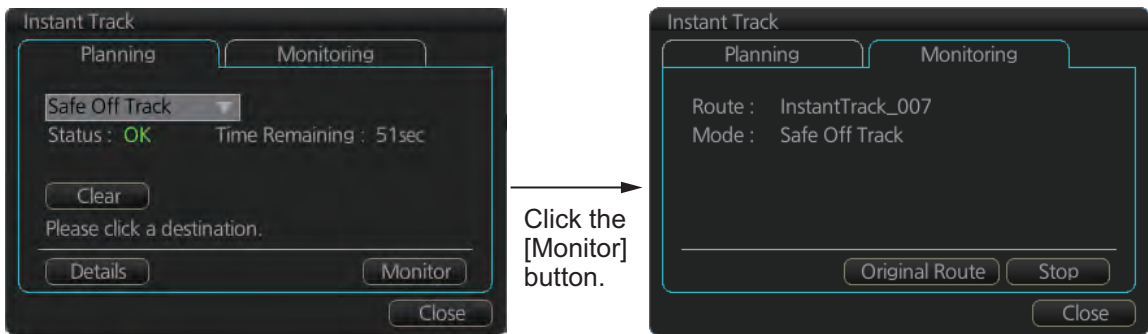 Instant Track
Planning
Monitoring
Safe Off Track
Status : OK
Time Remaining : 51sec
Clear
Please click a destination.
Details
Monitor
Close
Click the
[Monitor]
button.
Instant Track
Planning
Monitoring
Route : InstantTrack_007
Mode : Safe Off Track
Original Route
Stop
Close